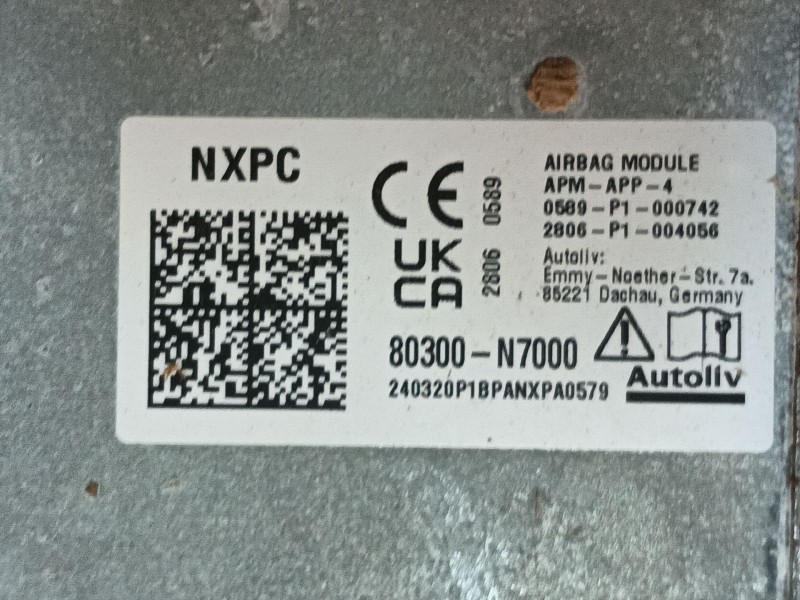 NXPC
CE 0589
UK
CA 2806
AIRBAG MODULE
APM-APP-4
0589-P1-000742
2806-P1-004056
Autoliv:
Emmy-Noether-Str. 7a.
85221 Dachau, Germany
80300-N7000
240320P1BPANXPA0579
Autoliv